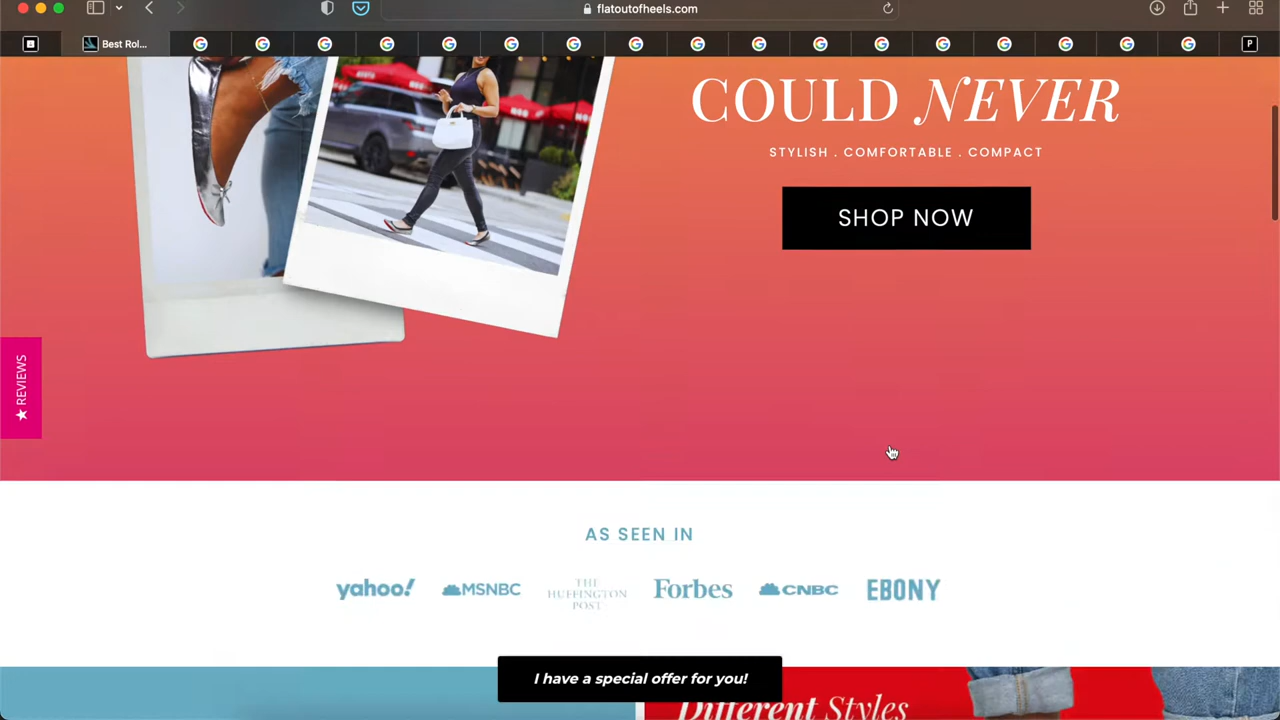 flatoutofheels.com
Best Rol...
P
COULD NEVER
STYLISH . COMFORTABLE . COMPACT
SHOP NOW
★ REVIEWS
AS SEEN IN
yahoo!
MSNBC
THE
HUFFINGTON
POST
Forbes
CNBC
EBONY
I have a special offer for you!
Different Styles